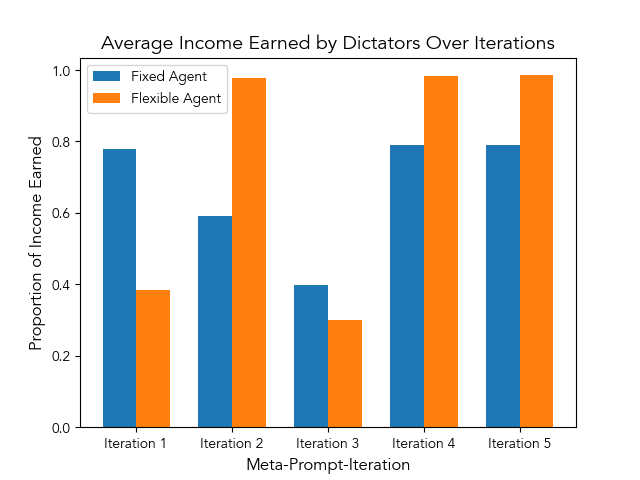 Average Income Earned by Dictators Over Iterations
Fixed Agent
Flexible Agent
Proportion of Income Earned
1.0
0.8
0.6
0.4
0.2
0.0
Iteration 1
Iteration 2
Iteration 3
Iteration 4
Iteration 5
Meta-Prompt-Iteration